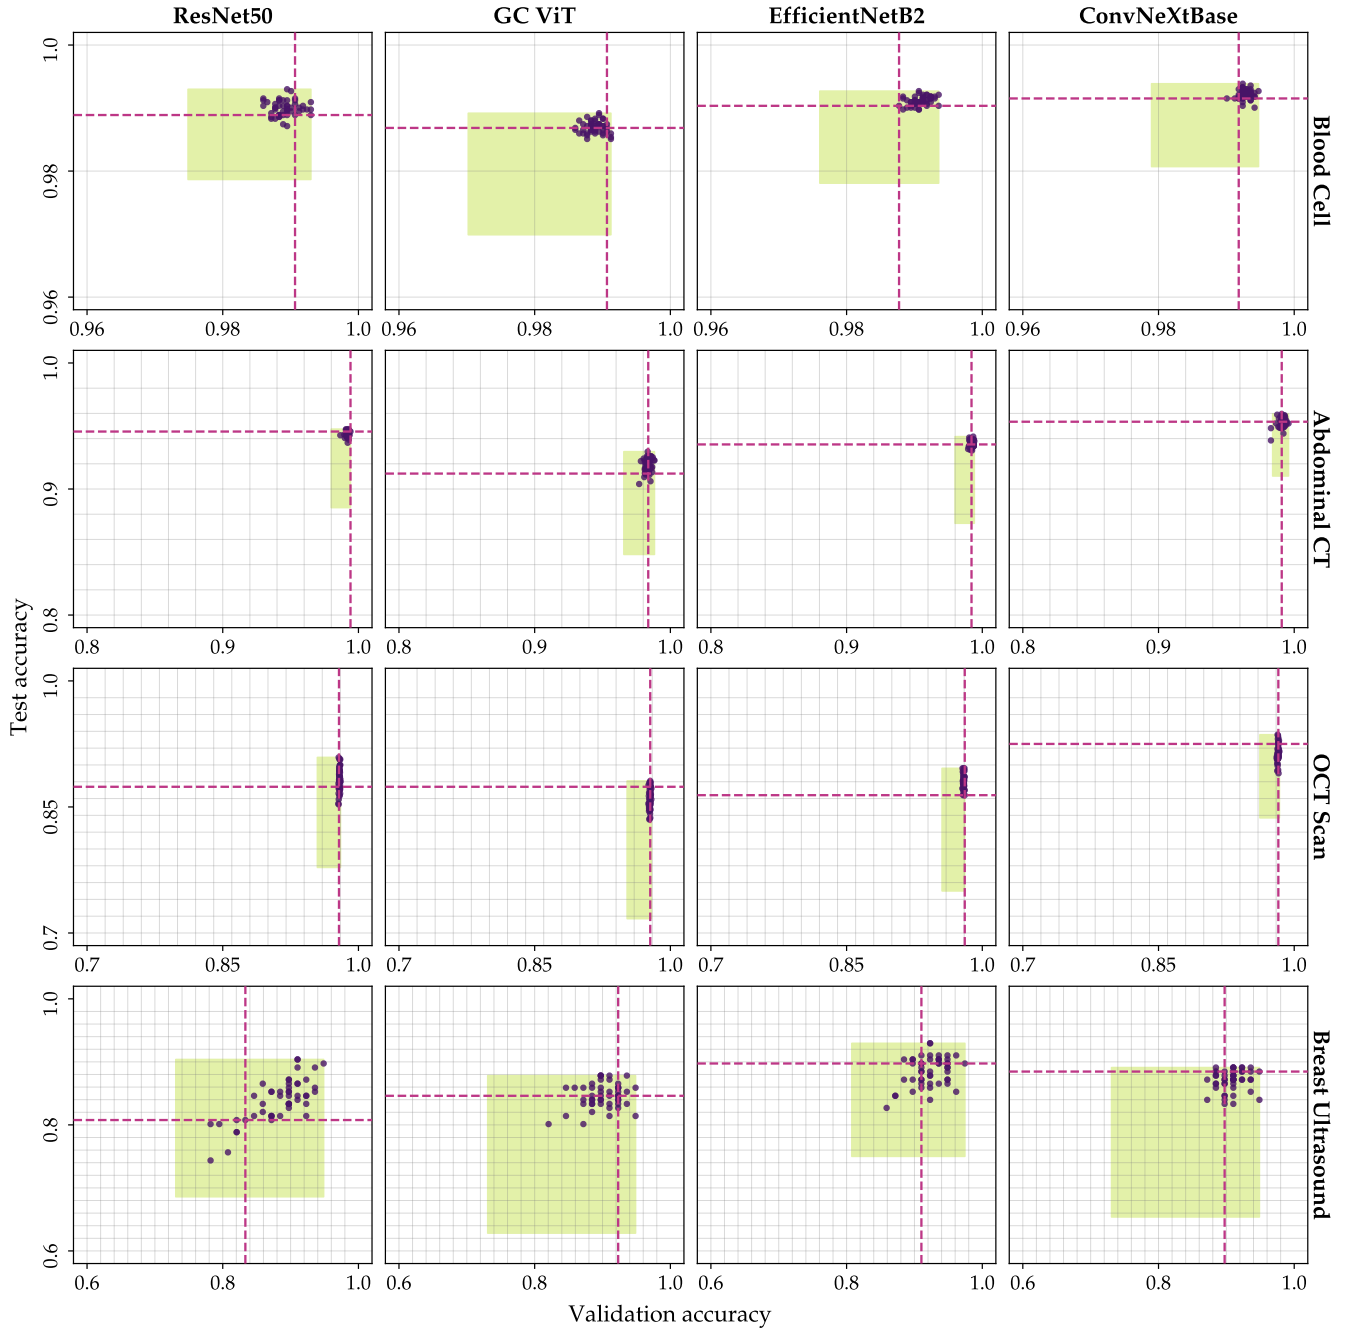 ResNet50 GC ViT EfficientNetB2 ConvNeXtBase
1.0
0.98
0.96
0.96 0.98 1.0 0.96 0.98 1.0 0.96 0.98 1.0 0.96 0.98 1.0
Blood Cell
1.0
0.9
0.8
0.8 0.9 1.0 0.8 0.9 1.0 0.8 0.9 1.0 0.8 0.9 1.0
Abdominal CT
Test accuracy
1.0
0.85
0.7
0.7 0.85 1.0 0.7 0.85 1.0 0.7 0.85 1.0 0.7 0.85 1.0
OCT Scan
1.0
0.8
0.6
0.6 0.8 1.0 0.6 0.8 1.0 0.6 0.8 1.0 0.6 0.8 1.0
Breast Ultrasound
Validation accuracy